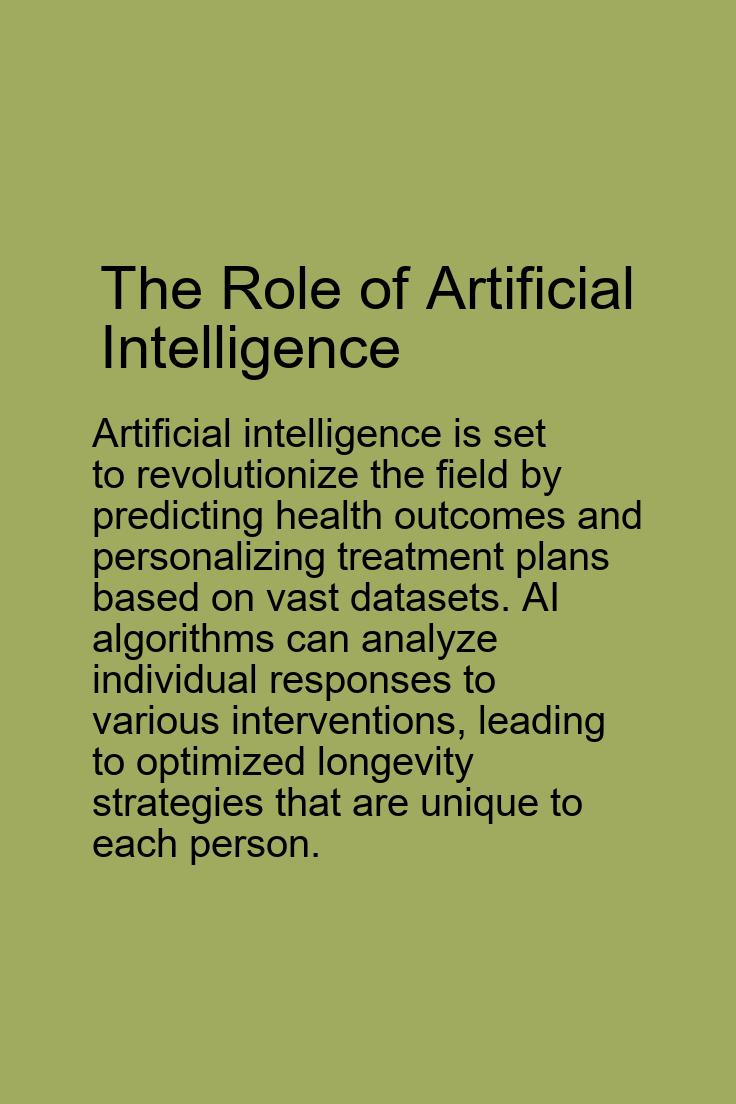 The Role of Artificial
Intelligence
Artificial intelligence is set
to revolutionize the field by
predicting health outcomes and
personalizing treatment plans
based on vast datasets. AI
algorithms can analyze
individual responses to
various interventions, leading
to optimized longevity
strategies that are unique to
each person.